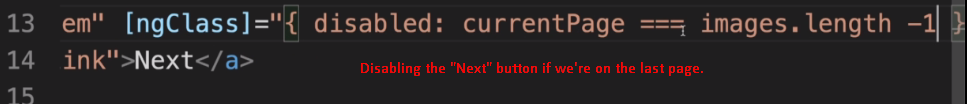 13 em" [ngClass]="{ disabled: currentPage === images.length -1 }
14 ink">Next</a>
Disabling the "Next" button if we're on the last page.
15